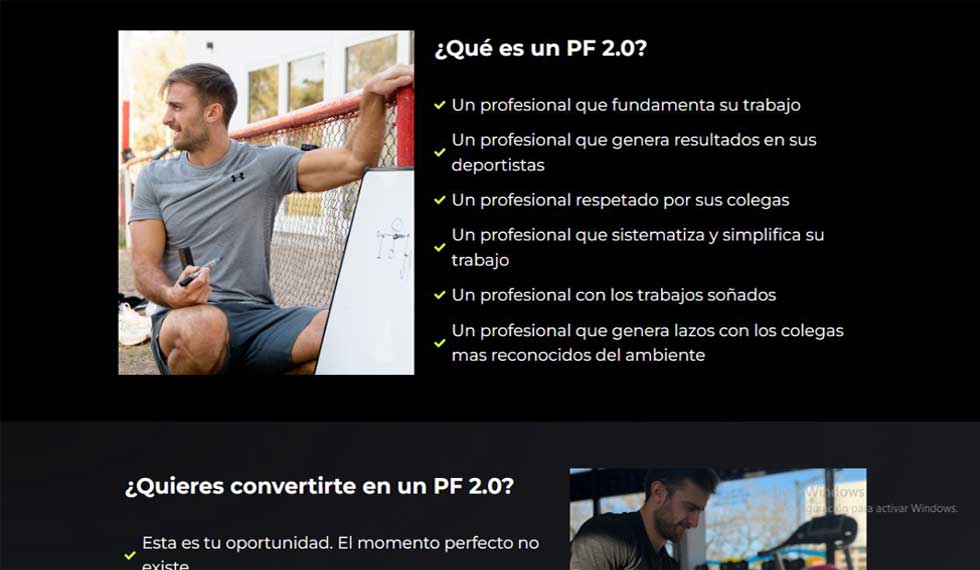 ¿Qué es un PF 2.0?
Un profesional que fundamenta su trabajo
Un profesional que genera resultados en sus
deportistas
Un profesional respetado por sus colegas
Un profesional que sistematiza y simplifica su
trabajo
Un profesional con los trabajos soñados
Un profesional que genera lazos con los colegas
mas reconocidos del ambiente
¿Quieres convertirte en un PF 2.0?
Windows
para activar Windows.
Esta es tu oportunidad. El momento perfecto no
existe